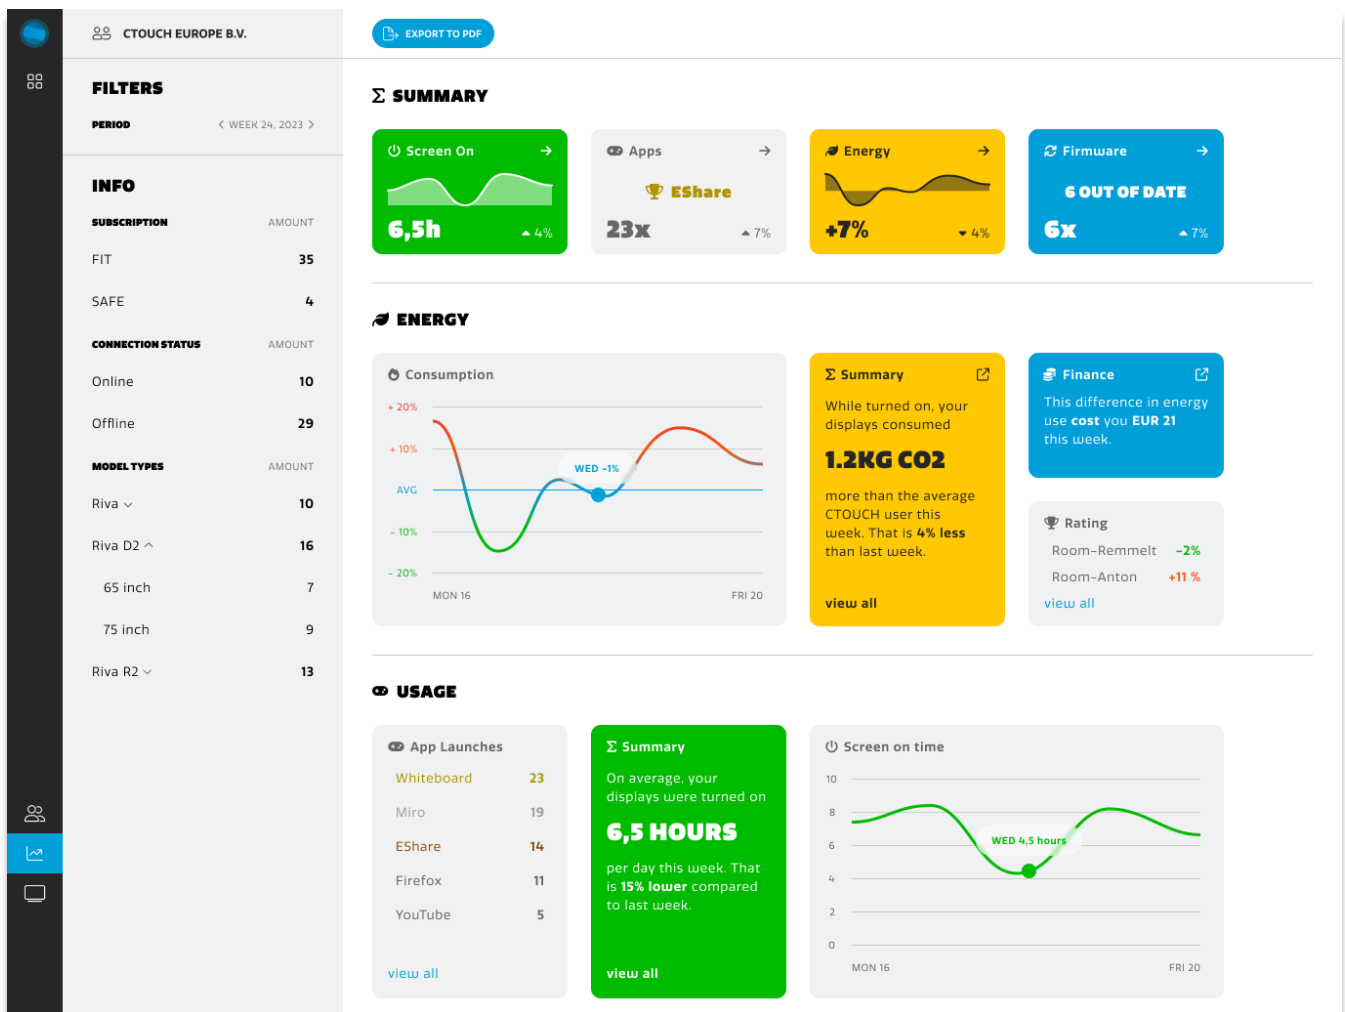 CTOUCH EUROPE B.V.
EXPORT TO PDF
FILTERS
PERIOD
< WEEK 24, 2023 >
INFO
SUBSCRIPTION AMOUNT
FIT 35
SAFE 4
CONNECTION STATUS AMOUNT
Online 10
Offline 29
MODEL TYPES AMOUNT
Riva 10
Riva D2 16
65 inch 7
75 inch 9
Riva R2 13
Σ SUMMARY
Screen On
6,5h
4%
Apps
EShare
23x
7%
Energy
+7%
4%
Firmware
6 OUT OF DATE
6x
7%
ENERGY
Consumption
+ 20%
+ 10%
AVG
- 10%
- 20%
WED -1%
MON 16
FRI 20
Σ Summary
While turned on, your
displays consumed
1.2KG CO2
more than the average
CTOUCH user this
week. That is 4% less
than last week.
view all
Finance
This difference in energy
use cost you EUR 21
this week.
Rating
Room-Remmelt -2%
Room-Anton +11 %
view all
USAGE
App Launches
Whiteboard 23
Miro 19
EShare 14
Firefox 11
YouTube 5
view all
Σ Summary
On average, your
displays were turned on
6,5 HOURS
per day this week. That
is 15% lower compared
to last week.
view all
Screen on time
10
8
6
4
2
0
WED 4,5 hours
MON 16
FRI 20